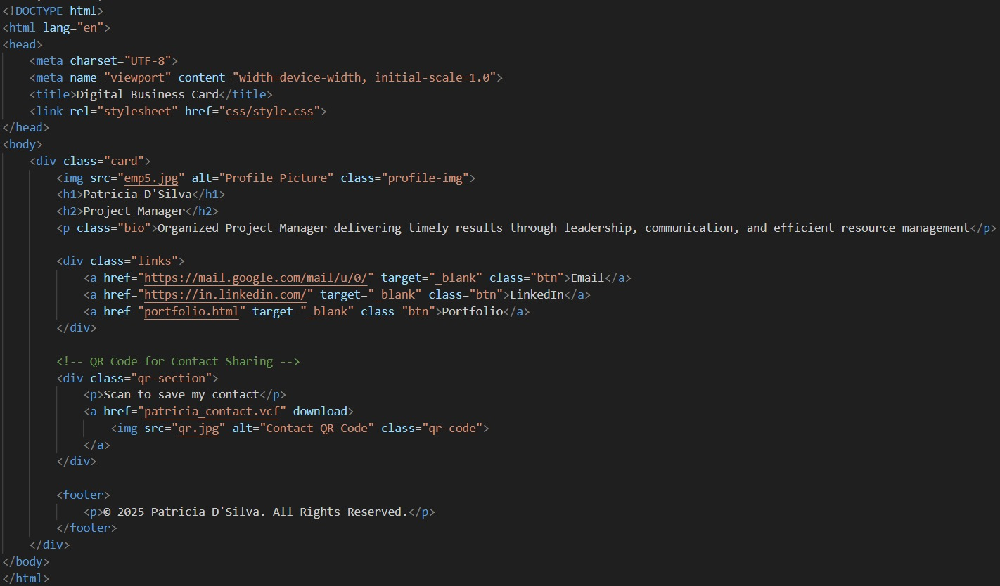 <!DOCTYPE html>
<html lang="en">
<head>
    <meta charset="UTF-8">
    <meta name="viewport" content="width=device-width, initial-scale=1.0">
    <title>Digital Business Card</title>
    <link rel="stylesheet" href="css/style.css">
</head>
<body>
    <div class="card">
        <img src="emp5.jpg" alt="Profile Picture" class="profile-img">
        <h1>Patricia D'Silva</h1>
        <h2>Project Manager</h2>
        <p class="bio">Organized Project Manager delivering timely results through leadership, communication, and efficient resource management</p>

        <div class="links">
            <a href="https://mail.google.com/mail/u/0/" target="_blank" class="btn">Email</a>
            <a href="https://in.linkedin.com/" target="_blank" class="btn">LinkedIn</a>
            <a href="portfolio.html" target="_blank" class="btn">Portfolio</a>
        </div>

        <!-- QR Code for Contact Sharing -->
        <div class="qr-section">
            <p>Scan to save my contact</p>
            <a href="patricia_contact.vcf" download>
                <img src="qr.jpg" alt="Contact QR Code" class="qr-code">
            </a>
        </div>

        <footer>
            <p>© 2025 Patricia D'Silva. All Rights Reserved.</p>
        </footer>
    </div>
</body>
</html>